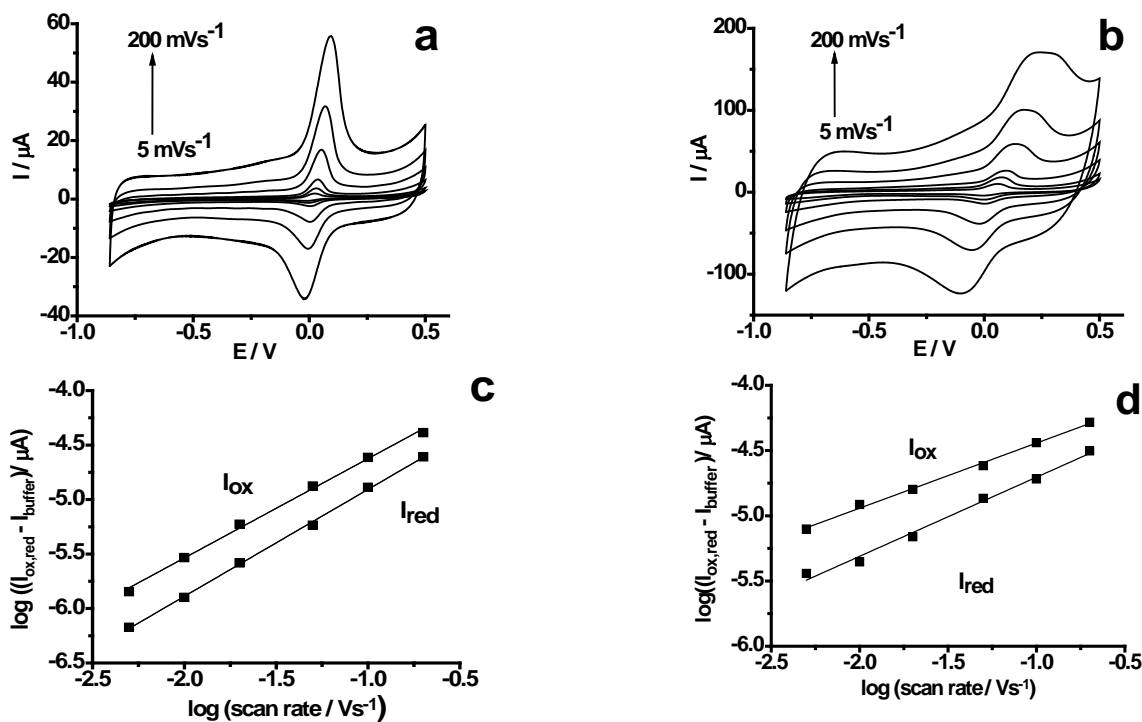 a
200 mVs-1
5 mVs-1
60
40
20
0
-20
-40
I / µA
-1.0 -0.5 0.0 0.5
E / V
b
200 mVs-1
5 mVs-1
200
100
0
-100
I / µA
-1.0 -0.5 0.0 0.5
E / V
c
-4.0
-4.5
-5.0
-5.5
-6.0
-6.5
log ((Iox,red - Ibuffer)/ µA)
Iox
Ired
-2.5 -2.0 -1.5 -1.0 -0.5
log (scan rate / Vs-1)
d
-4.0
-4.5
-5.0
-5.5
-6.0
log((Iox,red - Ibuffer)/ µA)
Iox
Ired
-2.5 -2.0 -1.5 -1.0 -0.5
log (scan rate / Vs-1)